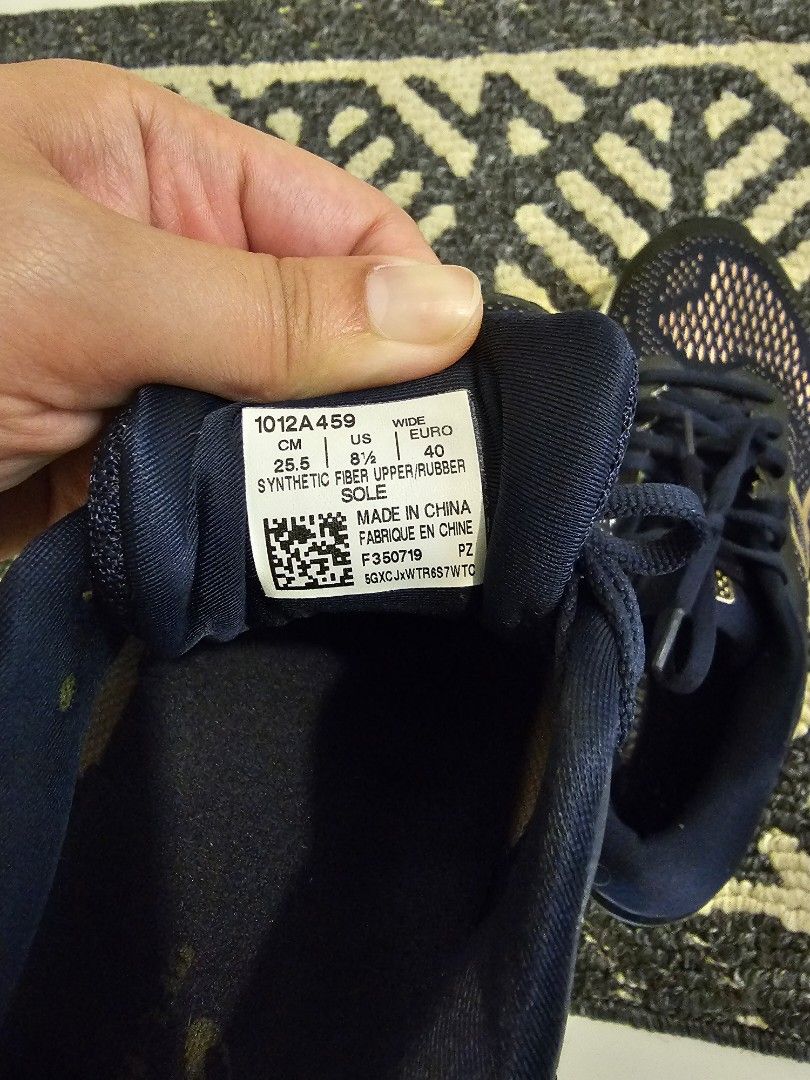 1012A459 WIDE
CM US EURO
25.5 8½ 40
SYNTHETIC FIBER UPPER/RUBBER
SOLE
MADE IN CHINA
FABRIQUE EN CHINE
F350719 PZ
5GXCJxWTR6S7WTC